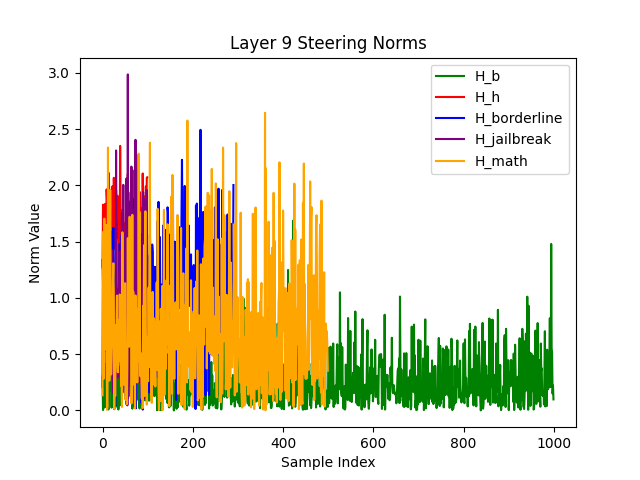 Layer 9 Steering Norms
Norm Value
3.0
2.5
2.0
1.5
1.0
0.5
0.0
H_b
H_h
H_borderline
H_jailbreak
H_math
0 200 400 600 800 1000
Sample Index